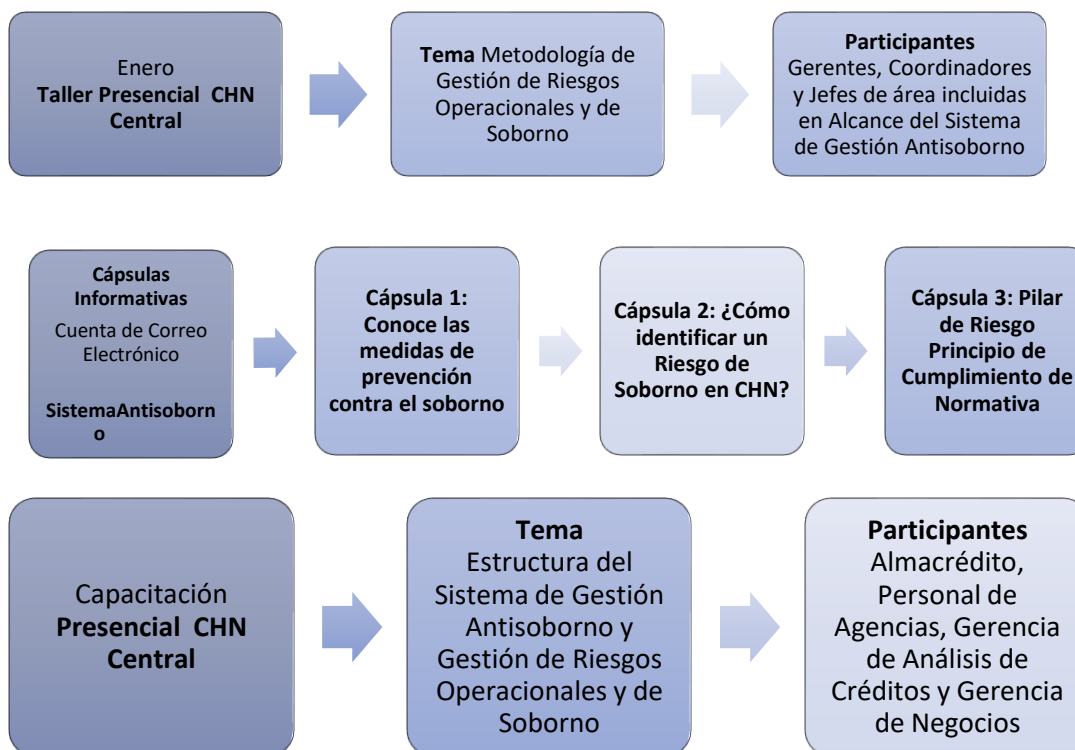 Enero
Taller Presencial CHN
Central
Tema Metodología de
Gestión de Riesgos
Operacionales y de
Soborno
Participantes
Gerentes, Coordinadores
y Jefes de área incluidas
en Alcance del Sistema
de Gestión Antisoborno
Cápsulas
Informativas
Cuenta de Correo
Electrónico
SistemaAntisoborn
o
Cápsula 1:
Conoce las
medidas de
prevención
contra el soborno
Cápsula 2: ¿Cómo
identificar un
Riesgo de
Soborno en CHN?
Cápsula 3: Pilar
de Riesgo
Principio de
Cumplimiento de
Normativa
Capacitación
Presencial CHN
Central
Tema
Estructura del
Sistema de Gestión
Antisoborno y
Gestión de Riesgos
Operacionales y de
Soborno
Participantes
Almacrédito,
Personal de
Agencias, Gerencia
de Análisis de
Créditos y Gerencia
de Negocios